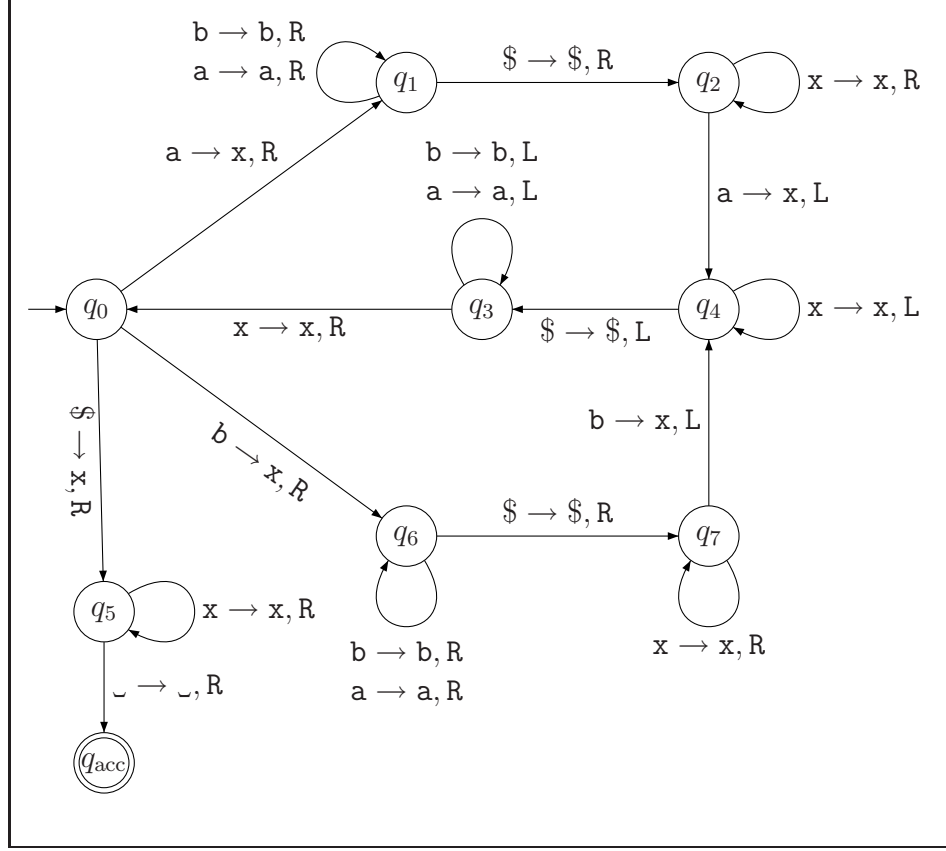 b → b, R
a → a, R
q₁
$ → $, R
q₂
x → x, R
a → x, R
b → b, L
a → a, L
a → x, L
q₀
x → x, R
q₃
$ → $, L
q₄
x → x, L
$ → x, R
b → x, R
b → x, L
q₆
$ → $, R
q₇
q₅
x → x, R
b → b, R
a → a, R
x → x, R
␣ → ␣, R
qacc